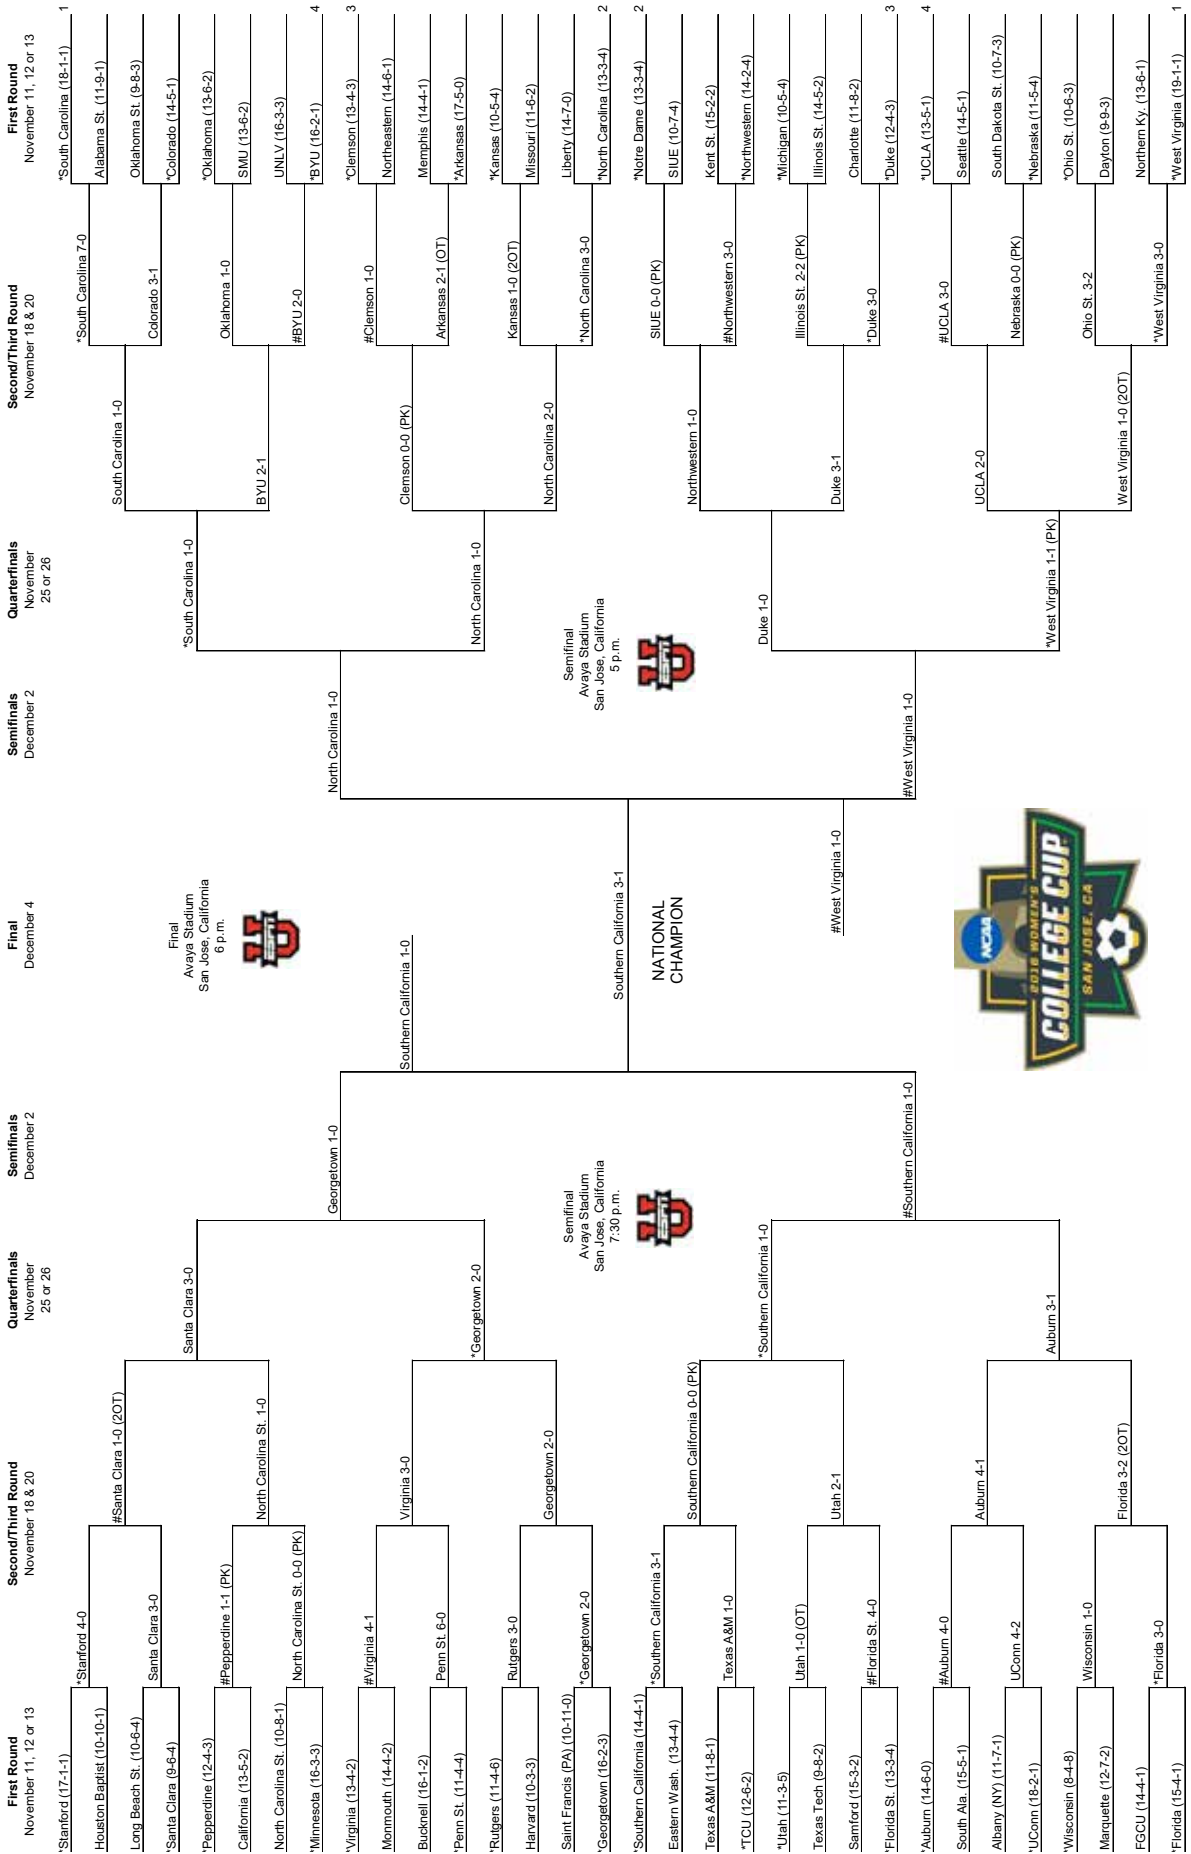 First Round
November 11, 12 or 13
Second/Third Round
November 18 & 20
Quarterfinals
November
25 or 26
Semifinals
December 2
Final
December 4
Semifinals
December 2
Quarterfinals
November
25 or 26
Second/Third Round
November 18 & 20
First Round
November 11, 12 or 13
*Stanford (17-1-1)
Houston Baptist (10-10-1)
Long Beach St. (10-6-4)
*Santa Clara (9-6-4)
*Pepperdine (12-4-3)
California (13-5-2)
North Carolina St. (10-8-1)
*Minnesota (16-3-3)
*Virginia (13-4-2)
Monmouth (14-4-2)
Bucknell (16-1-2)
*Penn St. (11-4-4)
*Rutgers (11-4-6)
Harvard (10-3-3)
Saint Francis (PA) (10-11-0)
*Georgetown (16-2-3)
*Southern California (14-4-1)
Eastern Wash. (13-4-4)
Texas A&M (11-8-1)
*TCU (12-6-2)
*Utah (11-3-5)
Texas Tech (9-8-2)
Samford (15-3-2)
*Florida St. (13-3-4)
*Auburn (14-6-0)
South Ala. (15-5-1)
Albany (NY) (11-7-1)
*UConn (18-2-1)
*Wisconsin (8-4-8)
Marquette (12-7-2)
FGCU (14-4-1)
*Florida (15-4-1)
*Stanford 4-0
Santa Clara 3-0
#Pepperdine 1-1 (PK)
North Carolina St. 0-0 (PK)
#Virginia 4-1
Penn St. 6-0
Rutgers 3-0
*Georgetown 2-0
*Southern California 3-1
Texas A&M 1-0
Utah 1-0 (OT)
#Florida St. 4-0
#Auburn 4-0
UConn 4-2
Wisconsin 1-0
*Florida 3-0
#Santa Clara 1-0 (2OT)
North Carolina St. 1-0
Virginia 3-0
Georgetown 2-0
Southern California 0-0 (PK)
Utah 2-1
Auburn 4-1
Florida 3-2 (2OT)
Santa Clara 3-0
*Georgetown 2-0
*Southern California 1-0
Auburn 3-1
Georgetown 1-0
#Southern California 1-0
Semifinal
Avaya Stadium
San Jose, California
7:30 p.m.
ESPN
U
Southern California 1-0
Final
Avaya Stadium
San Jose, California
6 p.m.
ESPN
U
Southern California 3-1
NATIONAL
CHAMPION
#West Virginia 1-0
NCAA
2016 WOMEN'S
COLLEGE CUP
SAN JOSE, CA
North Carolina 1-0
#West Virginia 1-0
Semifinal
Avaya Stadium
San Jose, California
5 p.m.
ESPN
U
*South Carolina 1-0
North Carolina 1-0
Duke 1-0
*West Virginia 1-1 (PK)
South Carolina 1-0
BYU 2-1
Clemson 0-0 (PK)
North Carolina 2-0
Northwestern 1-0
Duke 3-1
UCLA 2-0
West Virginia 1-0 (2OT)
*South Carolina 7-0
Colorado 3-1
Oklahoma 1-0
#BYU 2-0
#Clemson 1-0
Arkansas 2-1 (OT)
Kansas 1-0 (2OT)
*North Carolina 3-0
SIUE 0-0 (PK)
#Northwestern 3-0
Illinois St. 2-2 (PK)
*Duke 3-0
#UCLA 3-0
Nebraska 0-0 (PK)
Ohio St. 3-2
*West Virginia 3-0
*South Carolina (18-1-1) 1
Alabama St. (11-9-1)
Oklahoma St. (9-8-3)
*Colorado (14-5-1)
*Oklahoma (13-6-2)
SMU (13-6-2)
UNLV (16-3-3)
*BYU (16-2-1) 4
*Clemson (13-4-3) 3
Northeastern (14-6-1)
Memphis (14-4-1)
*Arkansas (17-5-0)
*Kansas (10-5-4)
Missouri (11-6-2)
Liberty (14-7-0)
*North Carolina (13-3-4) 2
*Notre Dame (13-3-4) 2
SIUE (10-7-4)
Kent St. (15-2-2)
*Northwestern (14-2-4)
*Michigan (10-5-4)
Illinois St. (14-5-2)
Charlotte (11-8-2)
*Duke (12-4-3) 3
*UCLA (13-5-1) 4
Seattle (14-5-1)
South Dakota St. (10-7-3)
*Nebraska (11-5-4)
*Ohio St. (10-6-3)
Dayton (9-9-3)
Northern Ky. (13-6-1)
*West Virginia (19-1-1) 1